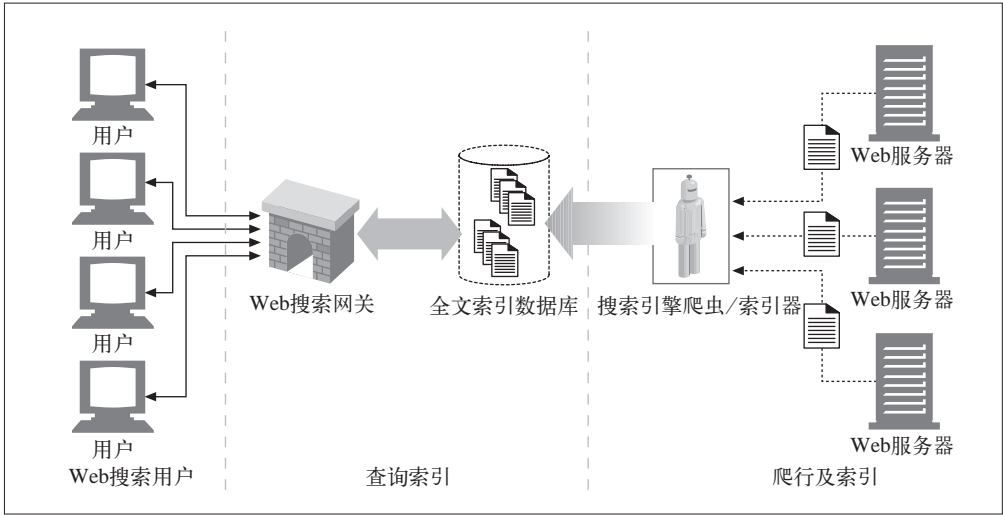 用户
用户
用户
用户
Web搜索用户
Web搜索网关
全文索引数据库
查询索引
搜索引擎爬虫/索引器
Web服务器
Web服务器
Web服务器
爬行及索引